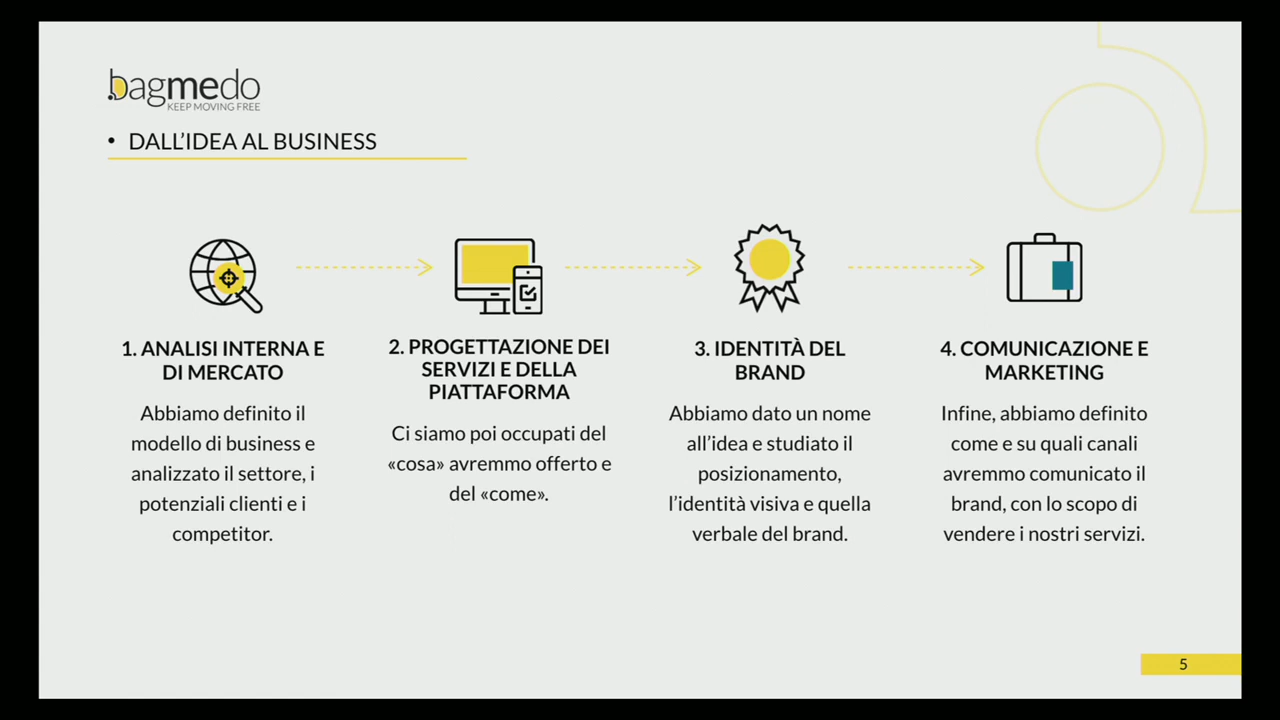 bagmedo
KEEP MOVING FREE
• DALL'IDEA AL BUSINESS
1. ANALISI INTERNA E
DI MERCATO
Abbiamo definito il
modello di business e
analizzato il settore, i
potenziali clienti e i
competitor.
2. PROGETTAZIONE DEI
SERVIZI E DELLA
PIATTAFORMA
Ci siamo poi occupati del
«cosa» avremmo offerto e
del «come».
3. IDENTITÀ DEL
BRAND
Abbiamo dato un nome
all'idea e studiato il
posizionamento,
l'identità visiva e quella
verbale del brand.
4. COMUNICAZIONE E
MARKETING
Infine, abbiamo definito
come e su quali canali
avremmo comunicato il
brand, con lo scopo di
vendere i nostri servizi.
5